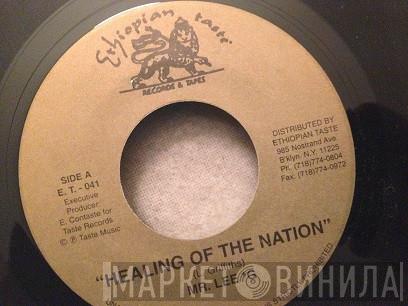 Ethiopian taste
RECORDS & TAPES
SIDE A
E. T. - 041
Executive
Producer:
E. Contaste for
Taste Records
© ℗ Taste Music
DISTRIBUTED BY
ETHIOPIAN TASTE
985 Nostrand Ave.
B'klyn. N.Y. 11225
Ph. (718)774-0604
Fax (718)774-0972
"HEALING OF THE NATION"
(L. Griffiths)
MR. LEE "G"
МАРКЕТ ВИНИЛА